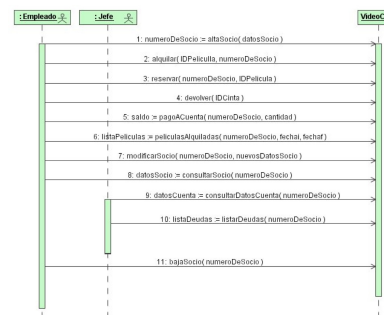 : Empleado : Jefe VideoC
1: numeroDeSocio := altaSocio( datosSocio )
2: alquilar( IDPelicula, numeroDeSocio )
3: reservar( numeroDeSocio, IDPelicula )
4: devolver( IDCinta )
5: saldo := pagoACuenta( numeroDeSocio, cantidad )
6: listaPeliculas := peliculasAlquiladas( numeroDeSocio, fechai, fechaf )
7: modificarSocio( numeroDeSocio, nuevosDatosSocio )
8: datosSocio := consultarSocio( numeroDeSocio )
9: datosCuenta := consultarDatosCuenta( numeroDeSocio )
10: listaDeudas := listarDeudas( numeroDeSocio )
11: bajaSocio( numeroDeSocio )